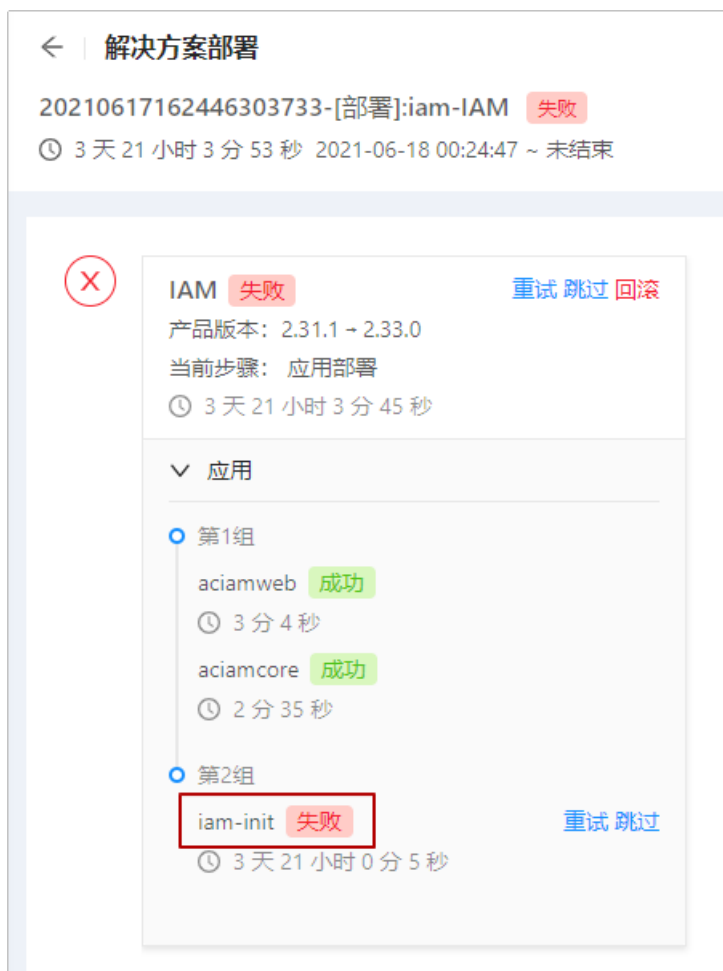 解决方案部署
20210617162446303733-[部署]:iam-IAM 失败
3 天 21 小时 3 分 53 秒 2021-06-18 00:24:47 ~ 未结束
IAM 失败 重试 跳过 回滚
产品版本: 2.31.1 → 2.33.0
当前步骤: 应用部署
3 天 21 小时 3 分 45 秒
应用
第1组
aciamweb 成功
3 分 4 秒
aciamcore 成功
2 分 35 秒
第2组
iam-init 失败 重试 跳过
3 天 21 小时 0 分 5 秒